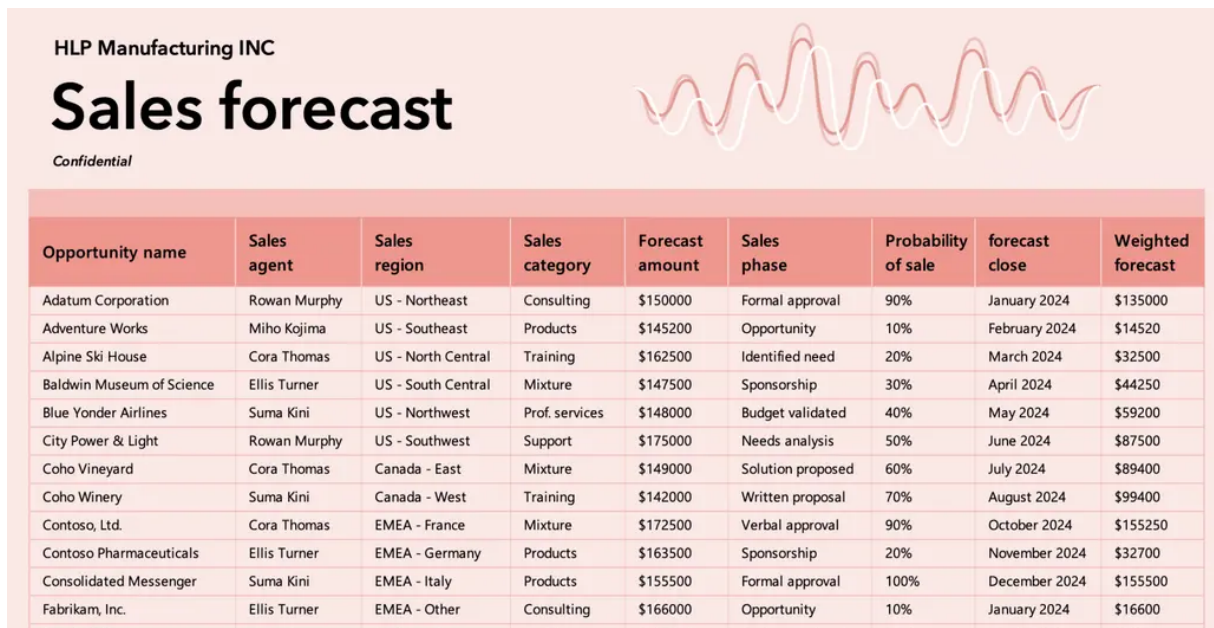 HLP Manufacturing INC
Sales forecast
Confidential
Opportunity name Sales agent Sales region Sales category Forecast amount Sales phase Probability of sale forecast close Weighted forecast
Adatum Corporation Rowan Murphy US - Northeast Consulting $150000 Formal approval 90% January 2024 $135000
Adventure Works Miho Kojima US - Southeast Products $145200 Opportunity 10% February 2024 $14520
Alpine Ski House Cora Thomas US - North Central Training $162500 Identified need 20% March 2024 $32500
Baldwin Museum of Science Ellis Turner US - South Central Mixture $147500 Sponsorship 30% April 2024 $44250
Blue Yonder Airlines Suma Kini US - Northwest Prof. services $148000 Budget validated 40% May 2024 $59200
City Power & Light Rowan Murphy US - Southwest Support $175000 Needs analysis 50% June 2024 $87500
Coho Vineyard Cora Thomas Canada - East Mixture $149000 Solution proposed 60% July 2024 $89400
Coho Winery Suma Kini Canada - West Training $142000 Written proposal 70% August 2024 $99400
Contoso, Ltd. Cora Thomas EMEA - France Mixture $172500 Verbal approval 90% October 2024 $155250
Contoso Pharmaceuticals Ellis Turner EMEA - Germany Products $163500 Sponsorship 20% November 2024 $32700
Consolidated Messenger Suma Kini EMEA - Italy Products $155500 Formal approval 100% December 2024 $155500
Fabrikam, Inc. Ellis Turner EMEA - Other Consulting $166000 Opportunity 10% January 2024 $16600